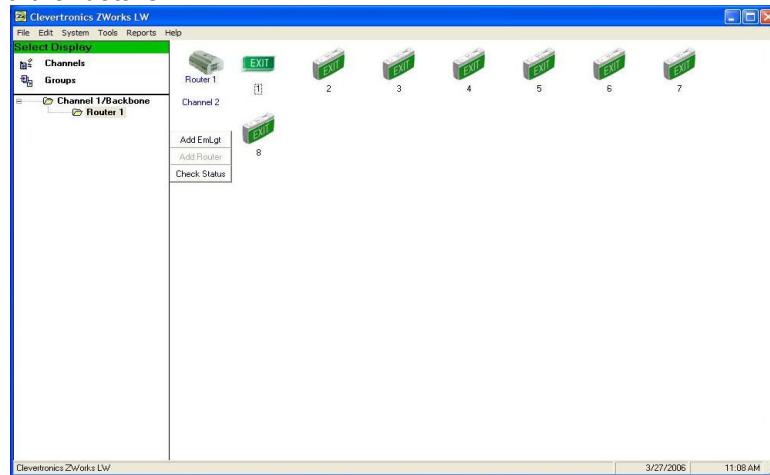 Clevertronics ZWorks LW
File Edit System Tools Reports Help
Select Display
Channels
Groups
Channel 1/Backbone
Router 1
Router 1
Channel 2
Add EmLgt
Add Router
Check Status
EXIT EXIT EXIT EXIT EXIT EXIT EXIT
1 2 3 4 5 6 7
EXIT
8
Clevertronics ZWorks LW 3/27/2006 11:08 AM